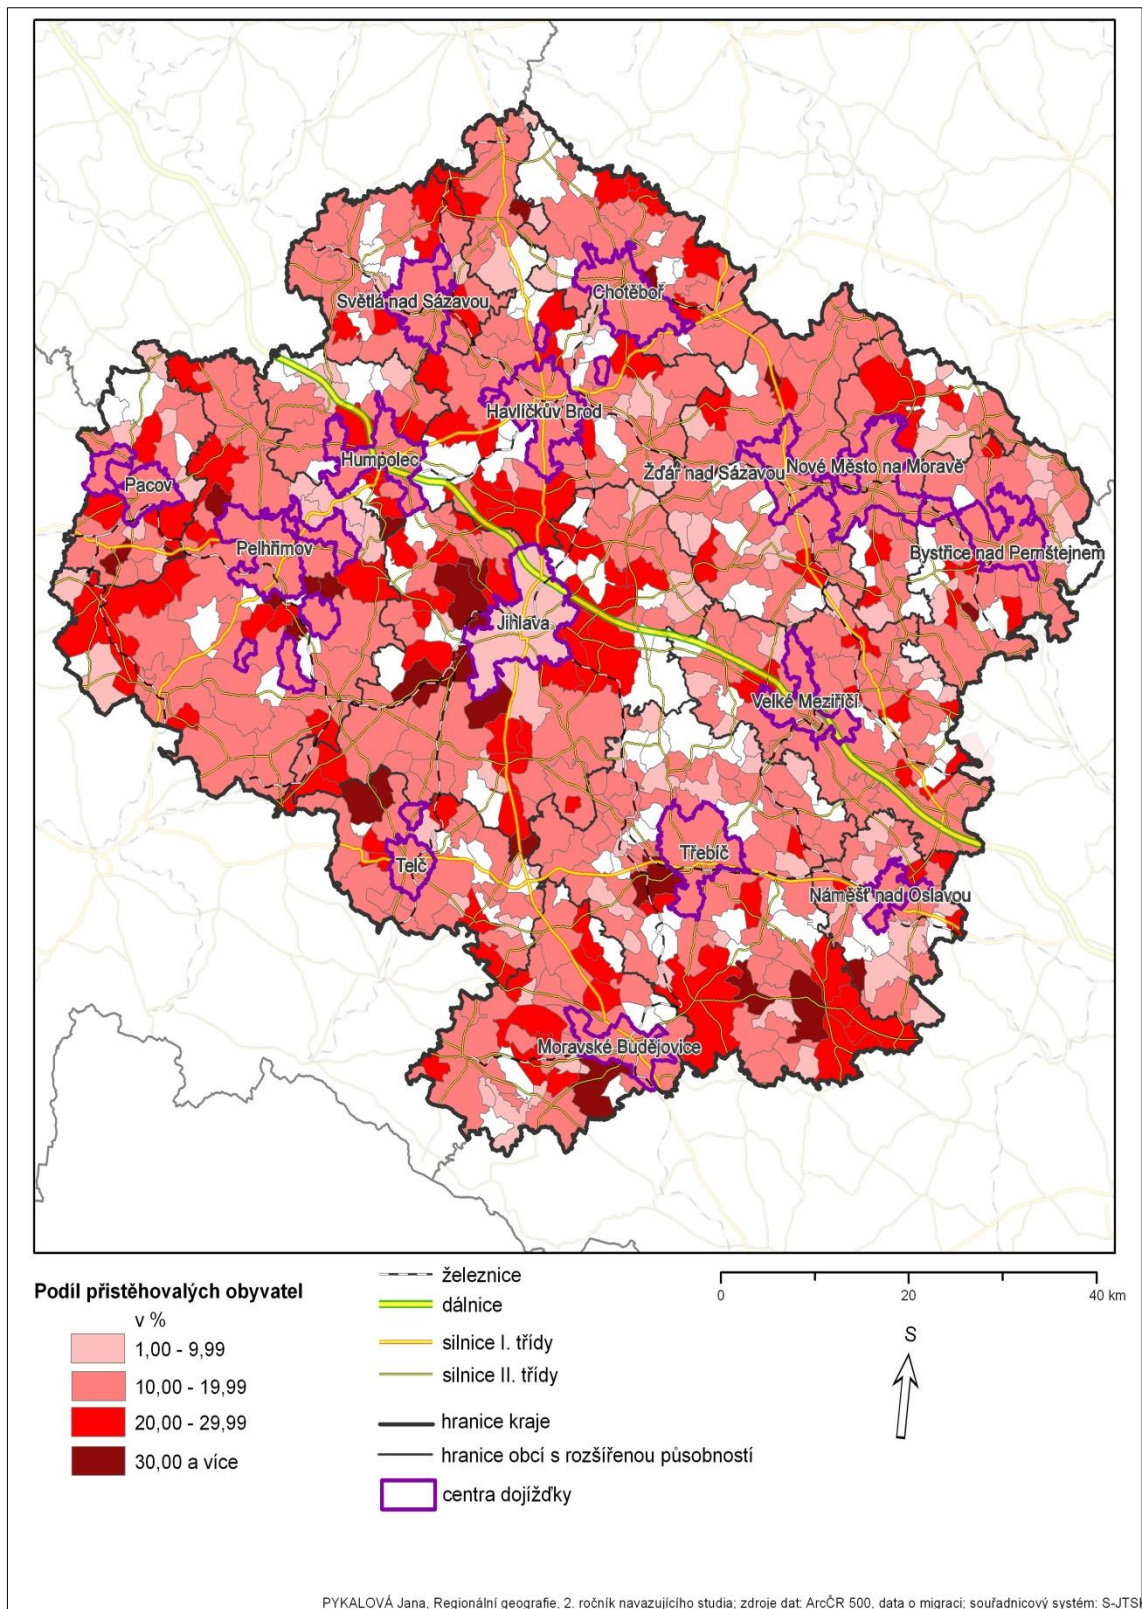 Světlá nad Sázavou
Chotěboř
Havlíčkův Brod
Humpolec
Žďár nad Sázavou
Nové Město na Moravě
Pacov
Pelhřimov
Bystřice nad Pernštejnem
Jihlava
Velké Meziříčí
Telč
Třebíč
Náměšť nad Oslavou
Moravské Budějovice
Podíl přistěhovalých obyvatel
v %
1,00 - 9,99
10,00 - 19,99
20,00 - 29,99
30,00 a více
železnice
dálnice
silnice I. třídy
silnice II. třídy
hranice kraje
hranice obcí s rozšířenou působností
centra dojížďky
0 20 40 km
S
PYKALOVÁ Jana, Regionální geografie, 2. ročník navazujícího studia; zdroje dat: ArcČR 500, data o migraci; souřadnicový systém: S-JTSK